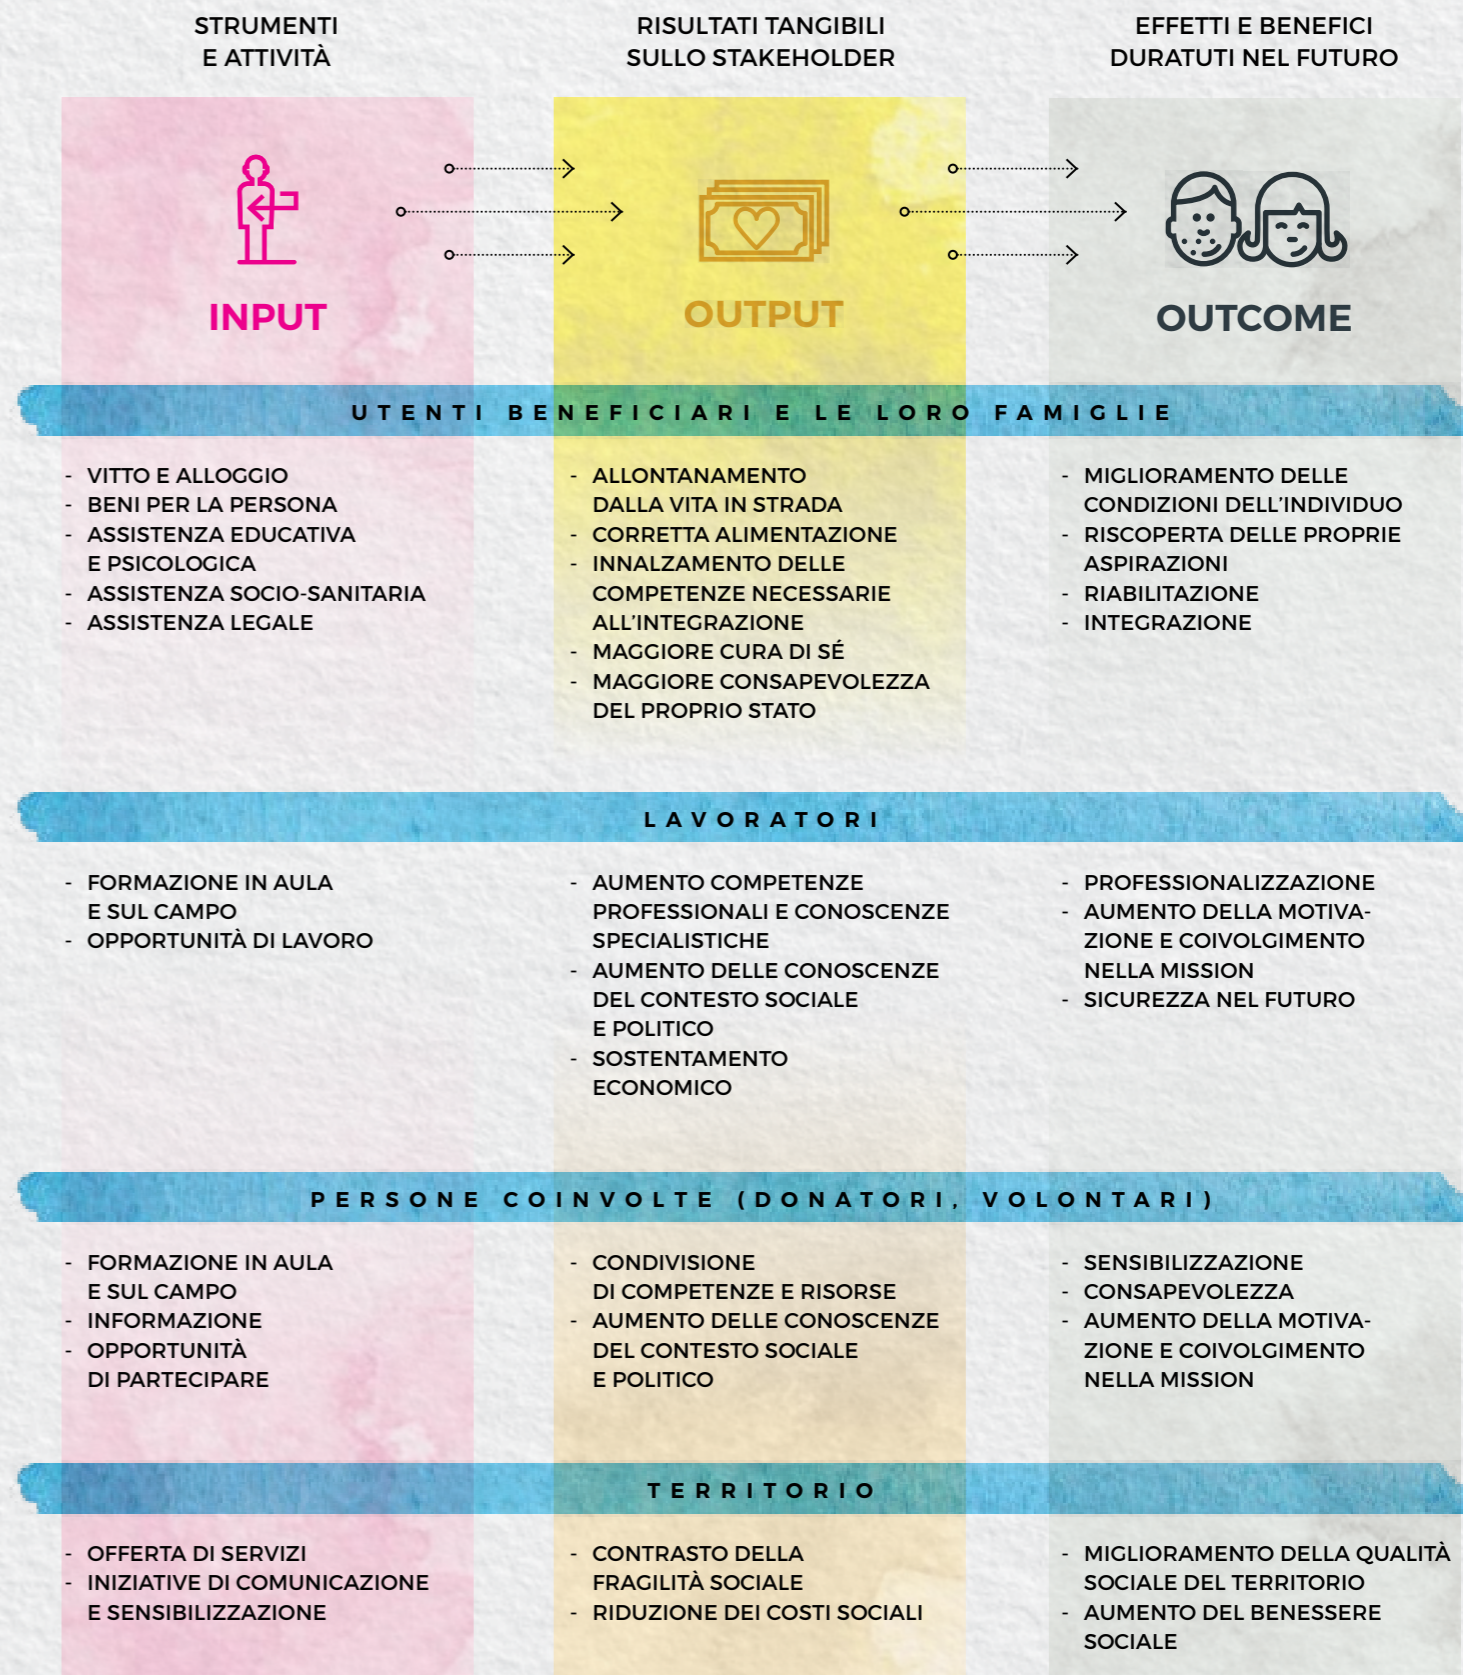 STRUMENTI
E ATTIVITÀ
RISULTATI TANGIBILI
SULLO STAKEHOLDER
EFFETTI E BENEFICI
DURATUTI NEL FUTURO
INPUT
OUTPUT
OUTCOME
UTENTI BENEFICIARI E LE LORO FAMIGLIE
- VITTO E ALLOGGIO
- BENI PER LA PERSONA
- ASSISTENZA EDUCATIVA
E PSICOLOGICA
- ASSISTENZA SOCIO-SANITARIA
- ASSISTENZA LEGALE
- ALLONTANAMENTO
DALLA VITA IN STRADA
- CORRETTA ALIMENTAZIONE
- INNALZAMENTO DELLE
COMPETENZE NECESSARIE
ALL'INTEGRAZIONE
- MAGGIORE CURA DI SÉ
- MAGGIORE CONSAPEVOLEZZA
DEL PROPRIO STATO
- MIGLIORAMENTO DELLE
CONDIZIONI DELL'INDIVIDUO
- RISCOPERTA DELLE PROPRIE
ASPIRAZIONI
- RIABILITAZIONE
- INTEGRAZIONE
LAVORATORI
- FORMAZIONE IN AULA
E SUL CAMPO
- OPPORTUNITÀ DI LAVORO
- AUMENTO COMPETENZE
PROFESSIONALI E CONOSCENZE
SPECIALISTICHE
- AUMENTO DELLE CONOSCENZE
DEL CONTESTO SOCIALE
E POLITICO
- SOSTENTAMENTO
ECONOMICO
- PROFESSIONALIZZAZIONE
- AUMENTO DELLA MOTIVA-
ZIONE E COIVOLGIMENTO
NELLA MISSION
- SICUREZZA NEL FUTURO
PERSONE COINVOLTE (DONATORI, VOLONTARI)
- FORMAZIONE IN AULA
E SUL CAMPO
- INFORMAZIONE
- OPPORTUNITÀ
DI PARTECIPARE
- CONDIVISIONE
DI COMPETENZE E RISORSE
- AUMENTO DELLE CONOSCENZE
DEL CONTESTO SOCIALE
E POLITICO
- SENSIBILIZZAZIONE
- CONSAPEVOLEZZA
- AUMENTO DELLA MOTIVA-
ZIONE E COIVOLGIMENTO
NELLA MISSION
TERRITORIO
- OFFERTA DI SERVIZI
- INIZIATIVE DI COMUNICAZIONE
E SENSIBILIZZAZIONE
- CONTRASTO DELLA
FRAGILITÀ SOCIALE
- RIDUZIONE DEI COSTI SOCIALI
- MIGLIORAMENTO DELLA QUALITÀ
SOCIALE DEL TERRITORIO
- AUMENTO DEL BENESSERE
SOCIALE